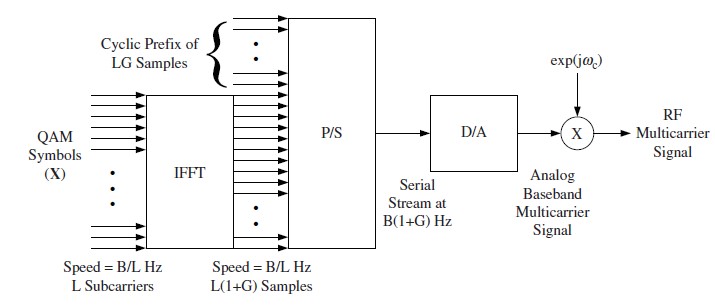 Cyclic Prefix of
LG Samples
exp(jω_c)
QAM
Symbols
(X)
IFFT
P/S
D/A
X
RF
Multicarrier
Signal
Serial
Stream at
B(1+G) Hz
Analog
Baseband
Multicarrier
Signal
Speed = B/L Hz
L Subcarriers
Speed = B/L Hz
L(1+G) Samples